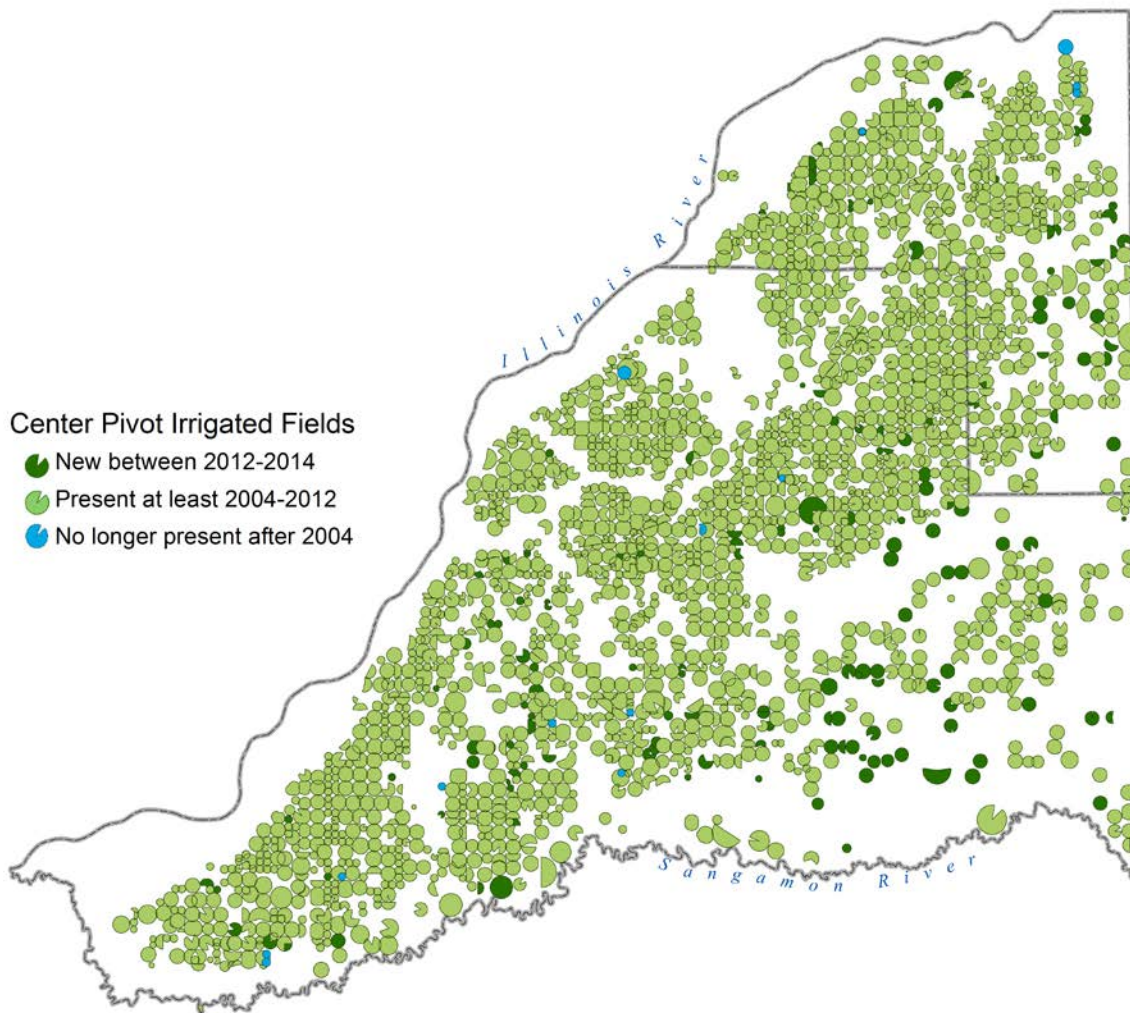 Illinois River
Center Pivot Irrigated Fields
New between 2012-2014
Present at least 2004-2012
No longer present after 2004
Sangamon River